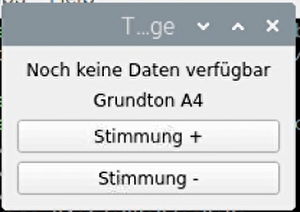 T...ge
Noch keine Daten verfügbar
Grundton A4
Stimmung +
Stimmung -